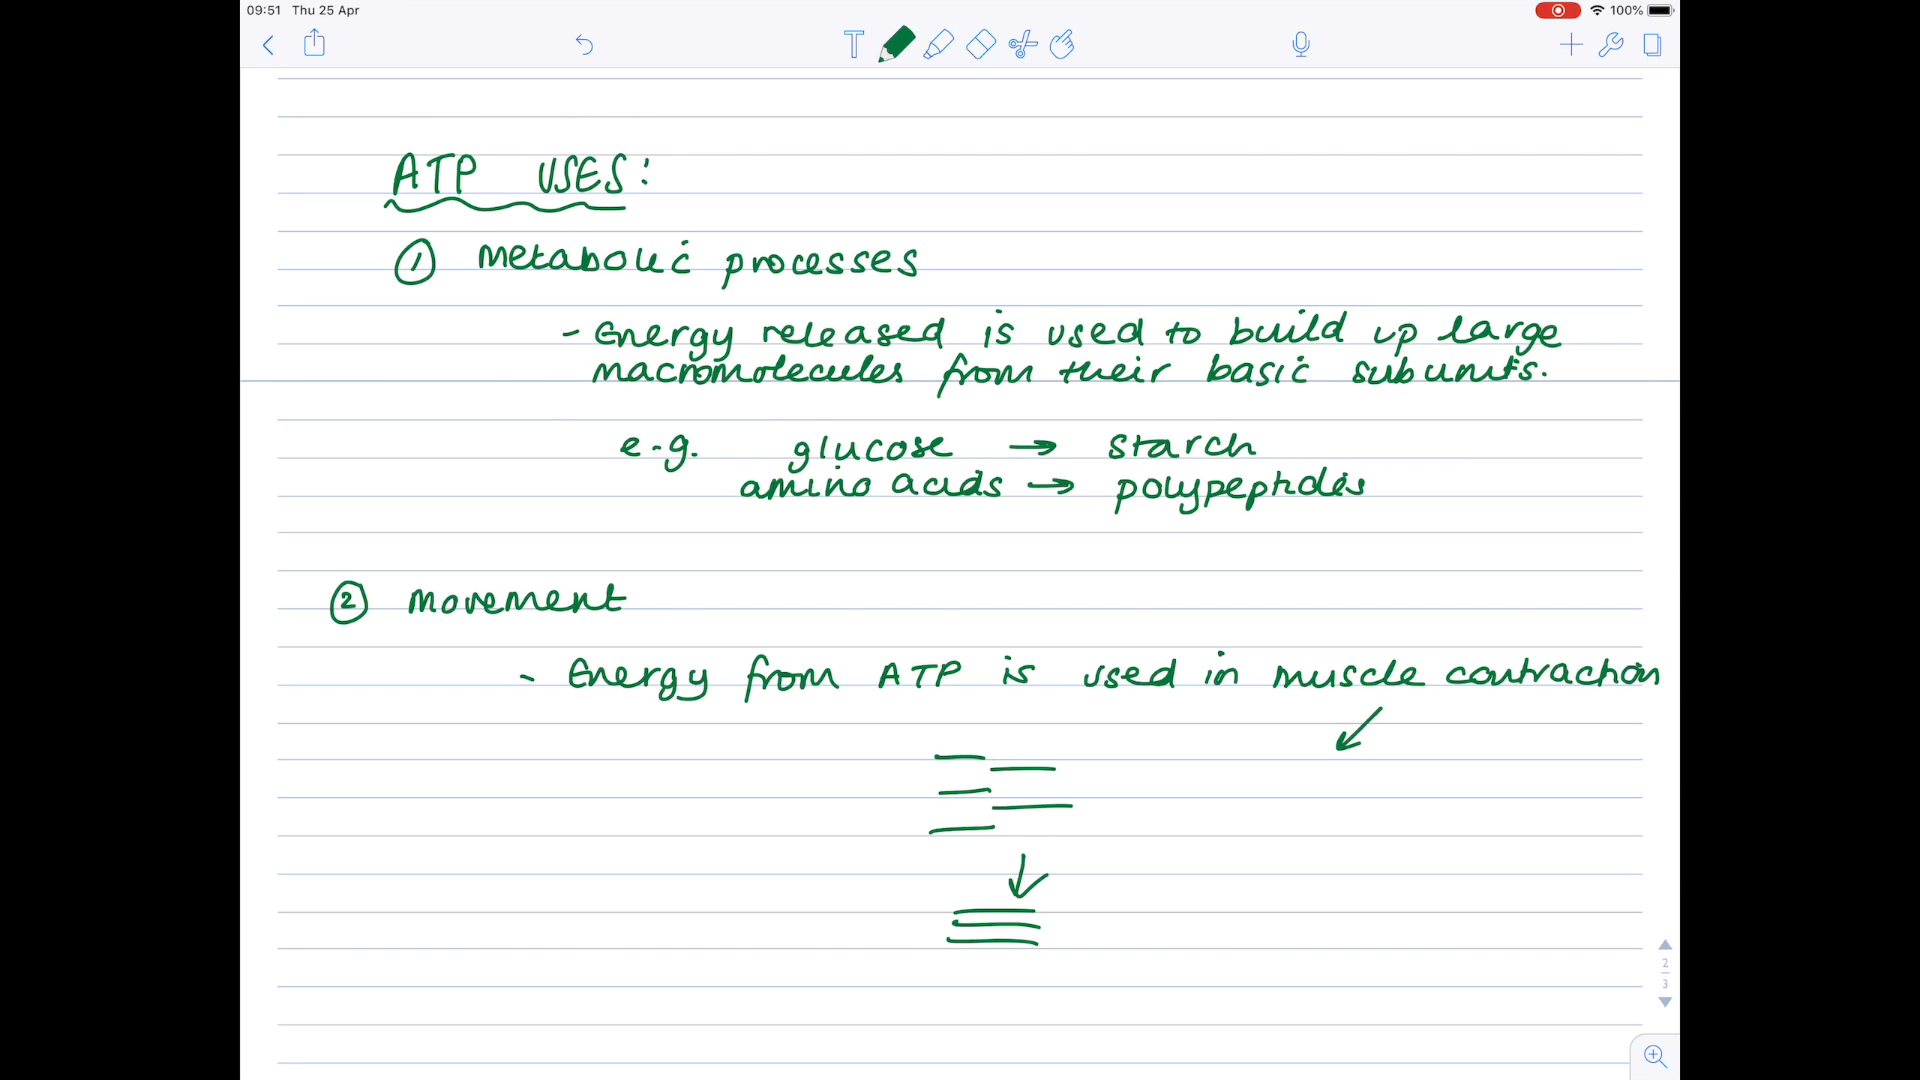 09:51 Thu 25 Apr
100%
T
ATP USES:
1 Metabolic processes
- Energy released is used to build up large
macromolecules from their basic subunits.
e.g. glucose → starch
amino acids → polypeptides
2 Movement
- Energy from ATP is used in muscle contraction
2
3